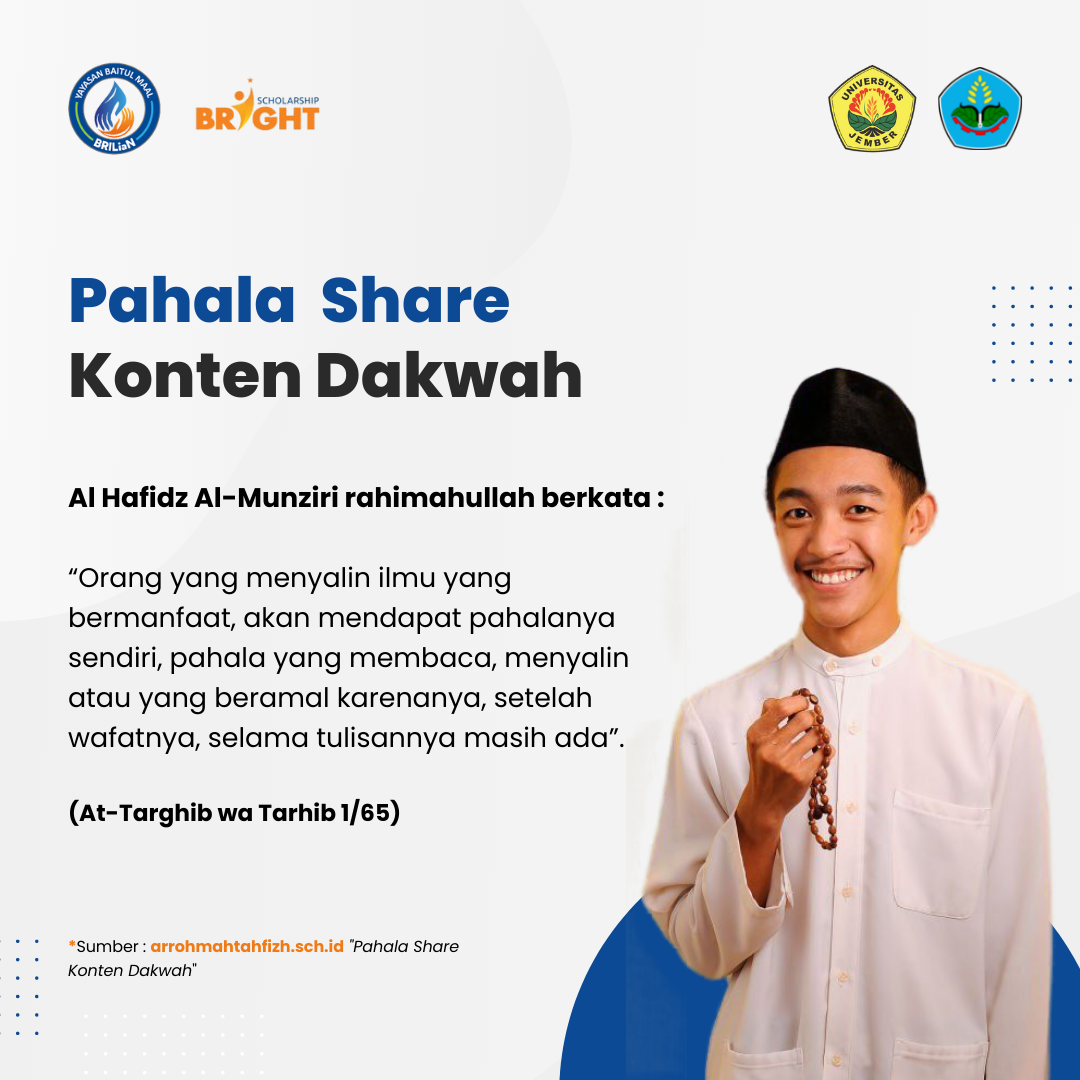 YAYASAN BAITUL MAAL
BRILiaN
SCHOLARSHIP
BRIGHT
UNIVERSITAS
JEMBER
Pahala Share
Konten Dakwah
Al Hafidz Al-Munziri rahimahullah berkata :
“Orang yang menyalin ilmu yang
bermanfaat, akan mendapat pahalanya
sendiri, pahala yang membaca, menyalin
atau yang beramal karenanya, setelah
wafatnya, selama tulisannya masih ada”.
(At-Targhib wa Tarhib 1/65)
*Sumber : arrohmahtahfizh.sch.id "Pahala Share
Konten Dakwah"